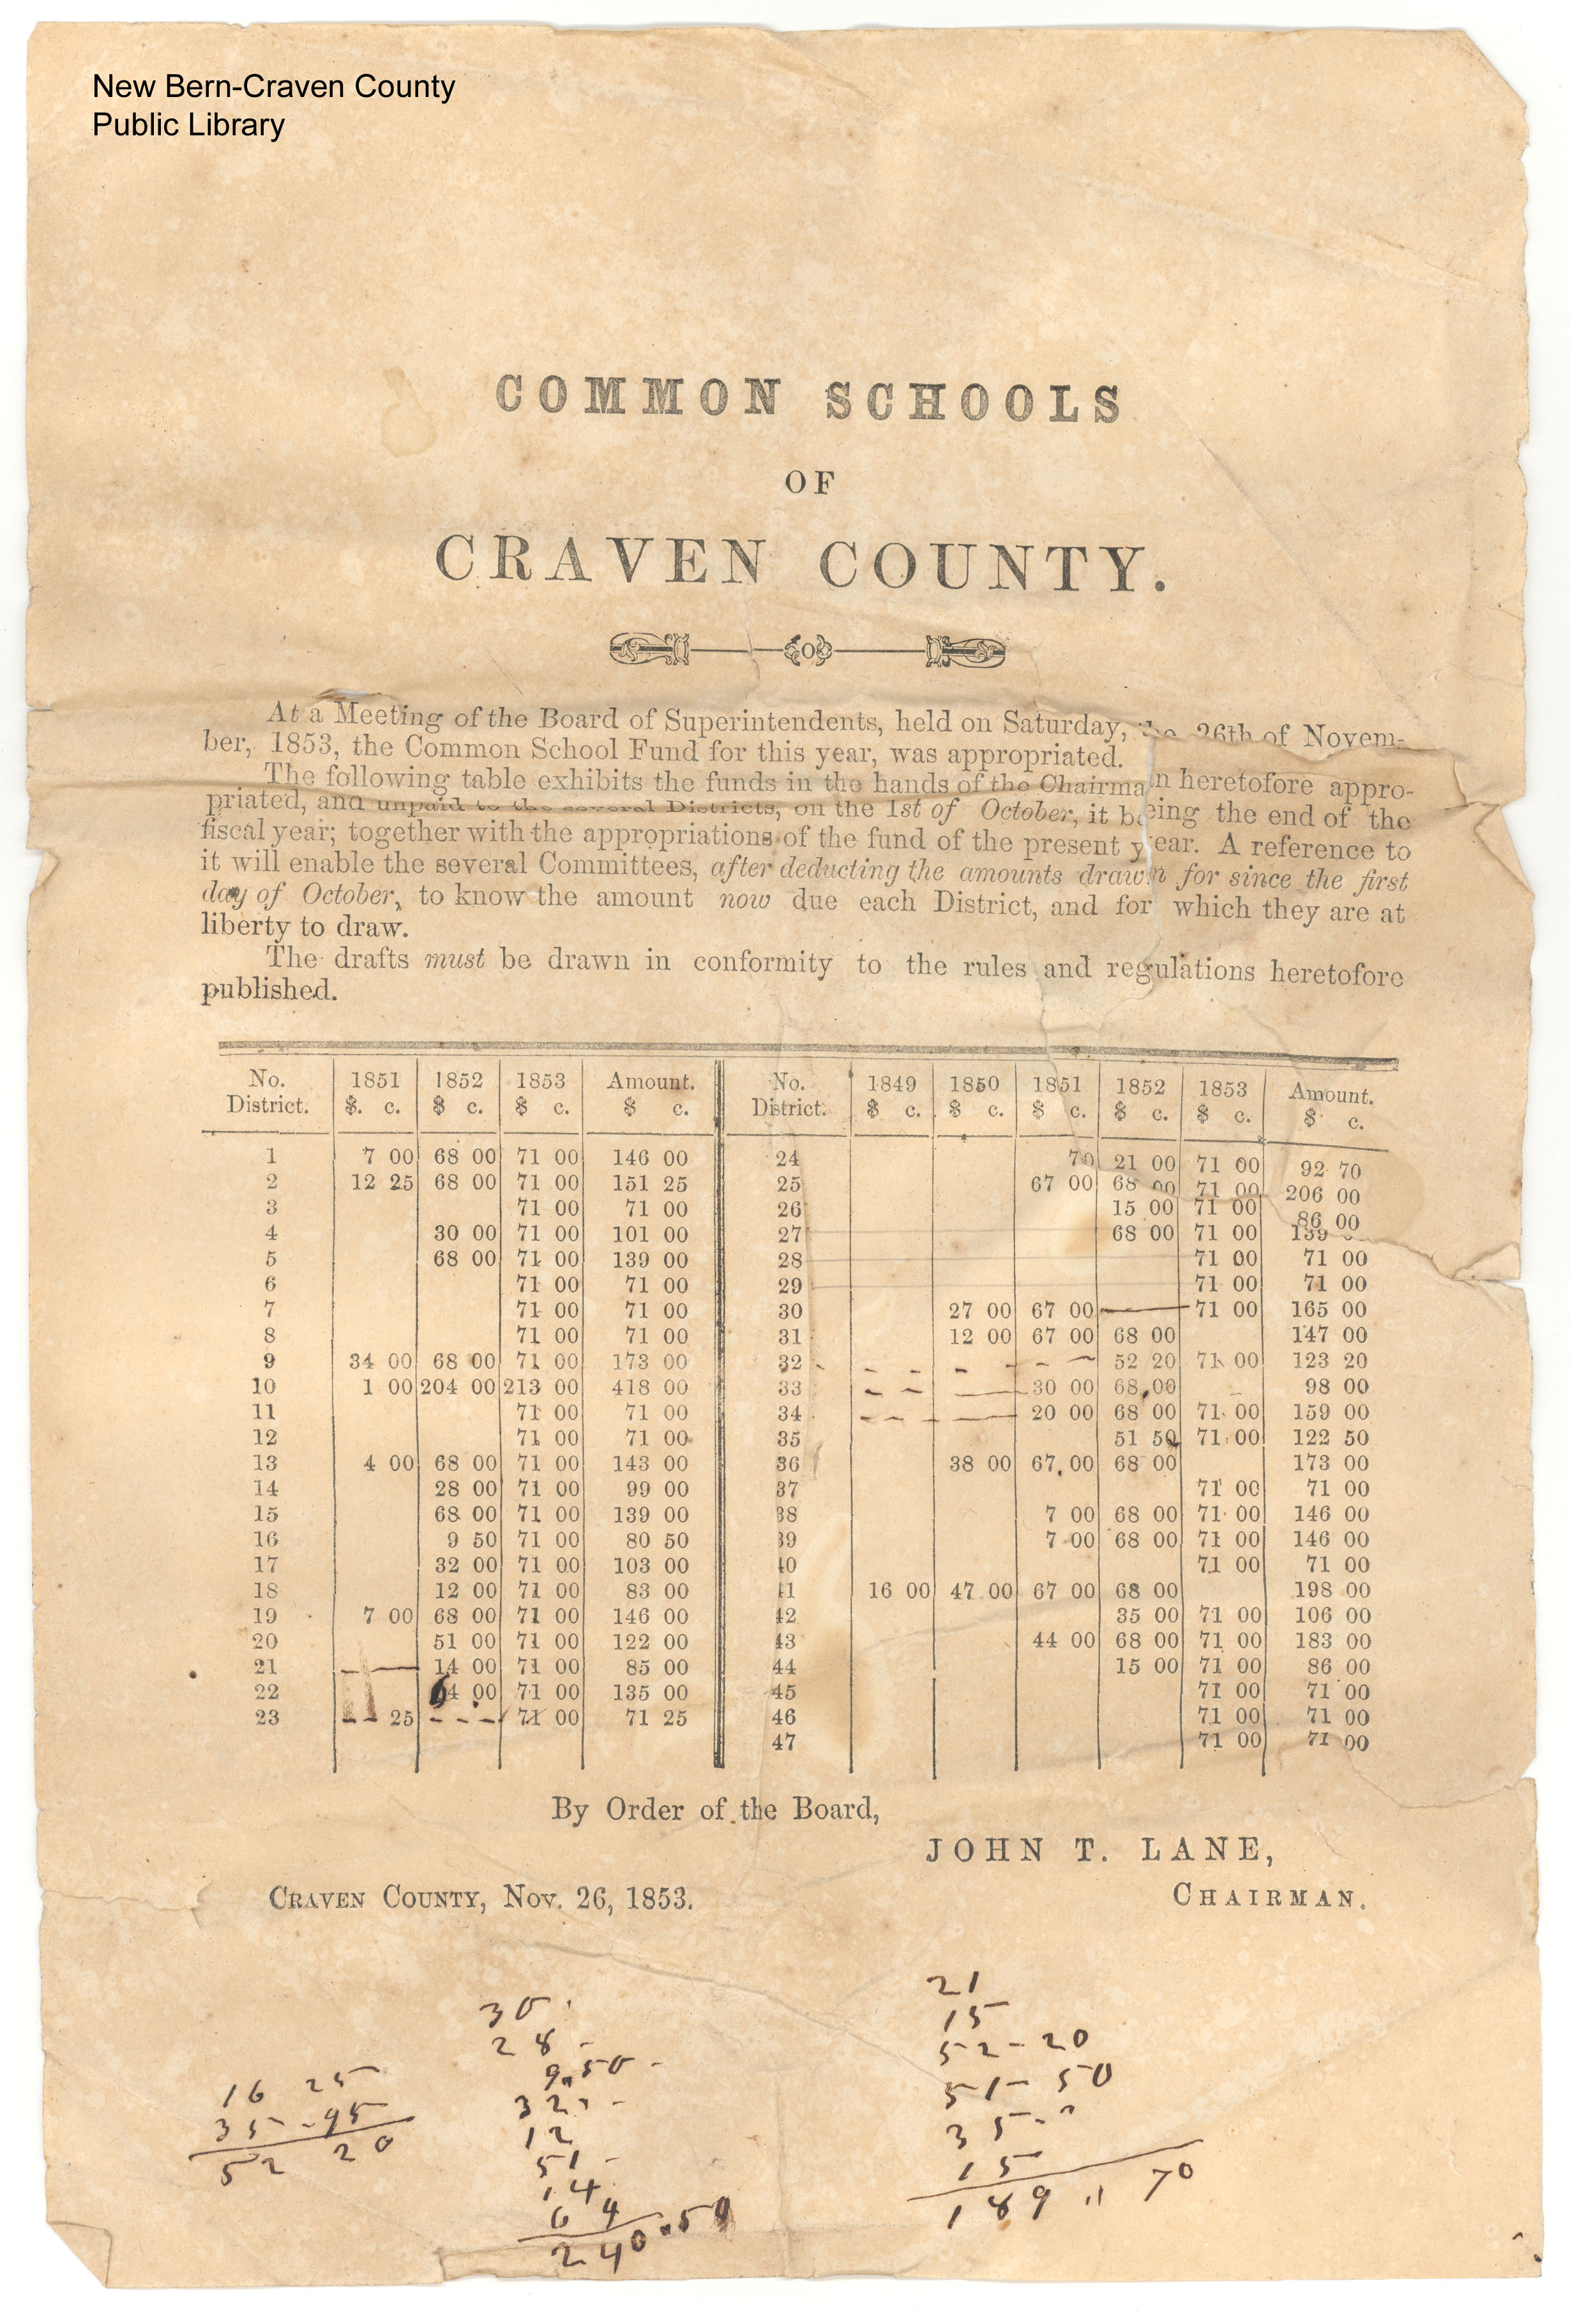 New Bern-Craven County
Public Library
COMMON SCHOOLS
OF
CRAVEN COUNTY.
At a Meeting of the Board of Superintendents, held on Saturday, the 26th of Novem-
ber, 1853, the Common School Fund for this year, was appropriated.
The following table exhibits the funds in the hands of the Chairman heretofore appro-
priated, and unpaid to the several Districts, on the 1st of October, it being the end of the
fiscal year; together with the appropriations of the fund of the present year. A reference to
it will enable the several Committees, after deducting the amounts drawn for since the first
day of October, to know the amount now due each District, and for which they are at
liberty to draw.
The drafts must be drawn in conformity to the rules and regulations heretofore
published.
No. District. 1851 $. c. 1852 $ c. 1853 $ c. Amount. $ c.
1 7 00 68 00 71 00 146 00
2 12 25 68 00 71 00 151 25
3 71 00 71 00
4 30 00 71 00 101 00
5 68 00 71 00 139 00
6 71 00 71 00
7 71 00 71 00
8 71 00 71 00
9 34 00 68 00 71 00 173 00
10 1 00 204 00 213 00 418 00
11 71 00 71 00
12 71 00 71 00
13 4 00 68 00 71 00 143 00
14 28 00 71 00 99 00
15 68 00 71 00 139 00
16 9 50 71 00 80 50
17 32 00 71 00 103 00
18 12 00 71 00 83 00
19 7 00 68 00 71 00 146 00
20 51 00 71 00 122 00
21 14 00 71 00 85 00
22 64 00 71 00 135 00
23 25 71 00 71 25
No. District. 1849 $ c. 1850 $ c. 1851 $ c. 1852 $ c. 1853 $ c. Amount. $ c.
24 70 21 00 71 00 92 70
25 67 00 68 00 71 00 206 00
26 15 00 71 00 86 00
27 68 00 71 00 139
28 71 00 71 00
29 71 00 71 00
30 27 00 67 00 71 00 165 00
31 12 00 67 00 68 00 147 00
32 52 20 71 00 123 20
33 30 00 68 00 98 00
34 20 00 68 00 71 00 159 00
35 51 50 71 00 122 50
36 38 00 67 00 68 00 173 00
37 71 00 71 00
38 7 00 68 00 71 00 146 00
39 7 00 68 00 71 00 146 00
40 71 00 71 00
41 16 00 47 00 67 00 68 00 198 00
42 35 00 71 00 106 00
43 44 00 68 00 71 00 183 00
44 15 00 71 00 86 00
45 71 00 71 00
46 71 00 71 00
47 71 00 71 00
By Order of the Board,
JOHN T. LANE,
CHAIRMAN.
CRAVEN COUNTY, Nov. 26, 1853.
16 25
35-95
52 20
30
28
9.50
32
12
51
14
64
240.50
21
15
52-20
51-50
35
15
189 " 70